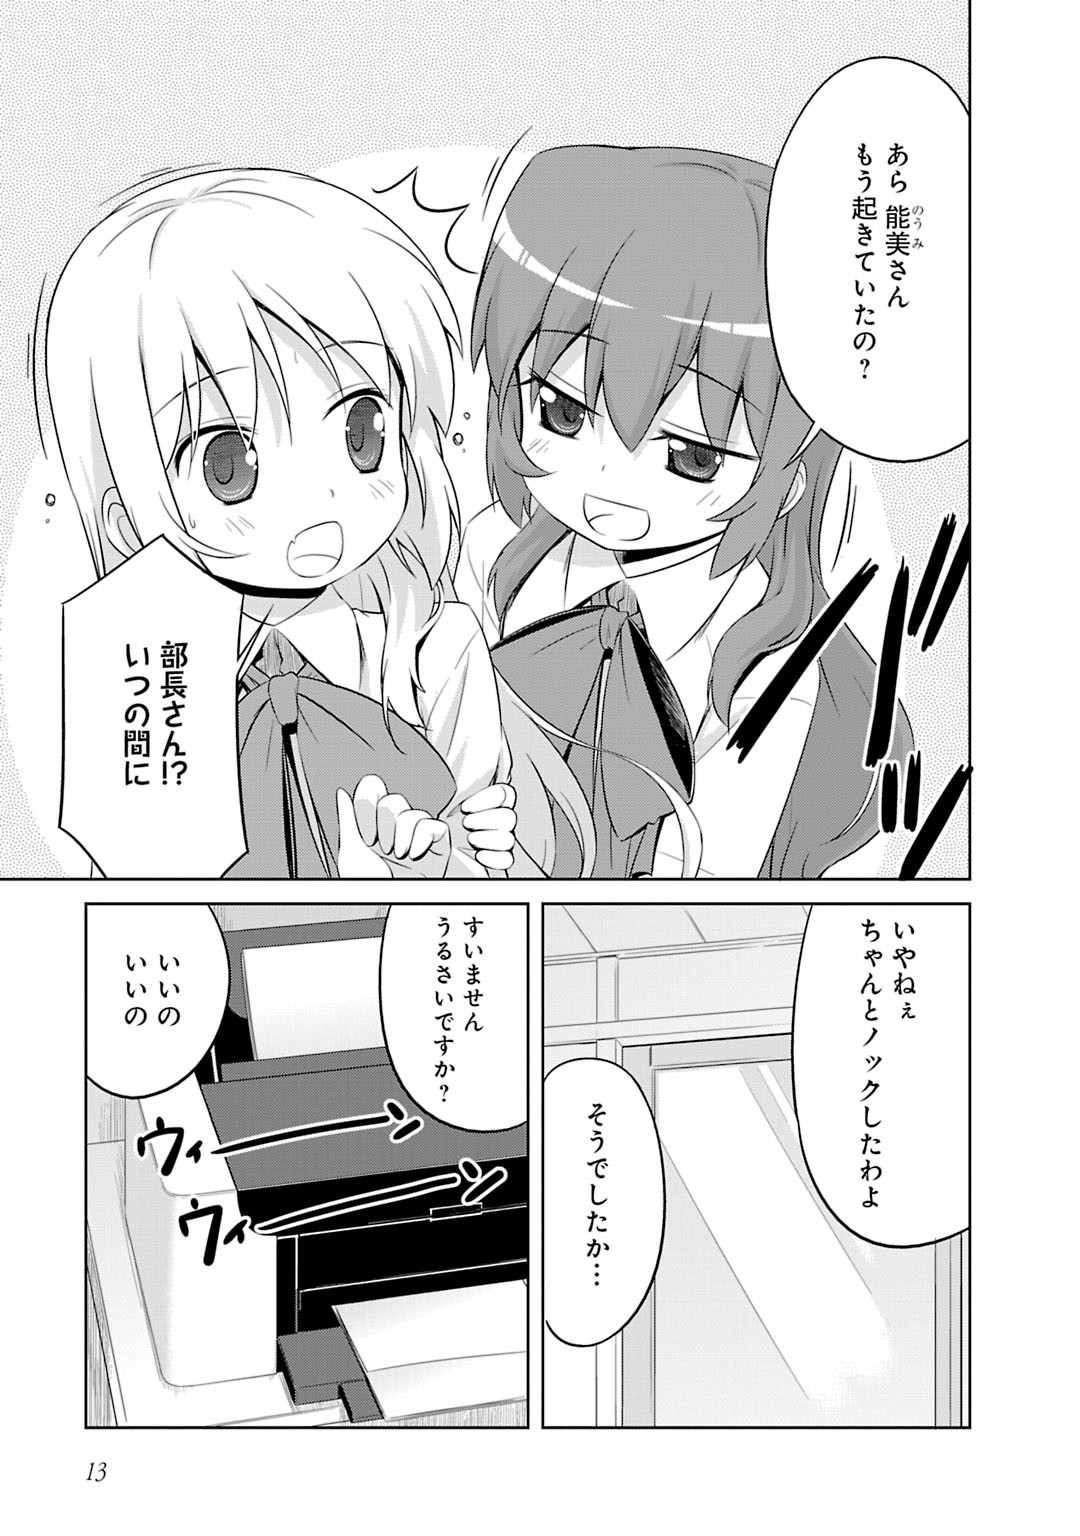 あら 能美さん
のうみ
もう起きていたの？
部長さん!?
いつの間に
いやねぇ
ちゃんとノックしたわよ
そうでしたか…
すいません
うるさいですか？
いいの
いいの
ウィーン
ウィーン
13